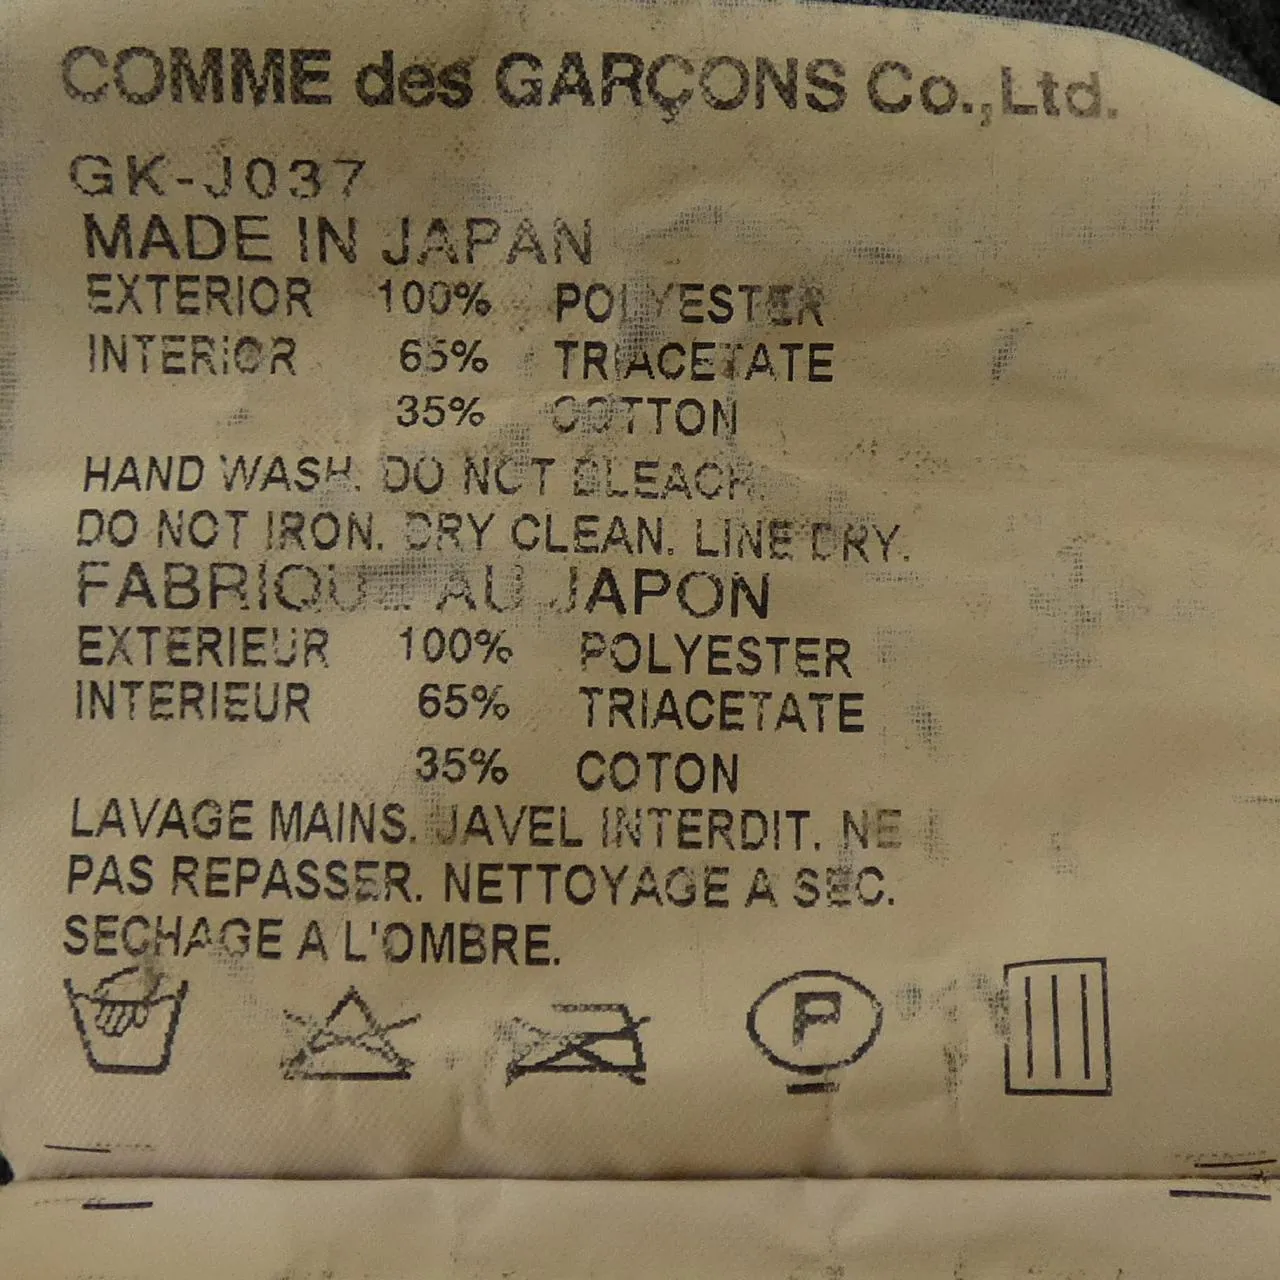 COMME des GARÇONS Co.,Ltd.
GK-J037
MADE IN JAPAN
EXTERIOR 100% POLYESTER
INTERIOR 65% TRIACETATE
35% COTTON
HAND WASH. DO NOT BLEACH.
DO NOT IRON. DRY CLEAN. LINE DRY.
FABRIQUE AU JAPON
EXTERIEUR 100% POLYESTER
INTERIEUR 65% TRIACETATE
35% COTON
LAVAGE MAINS. JAVEL INTERDIT. NE
PAS REPASSER. NETTOYAGE A SEC.
SECHAGE A L'OMBRE.
P